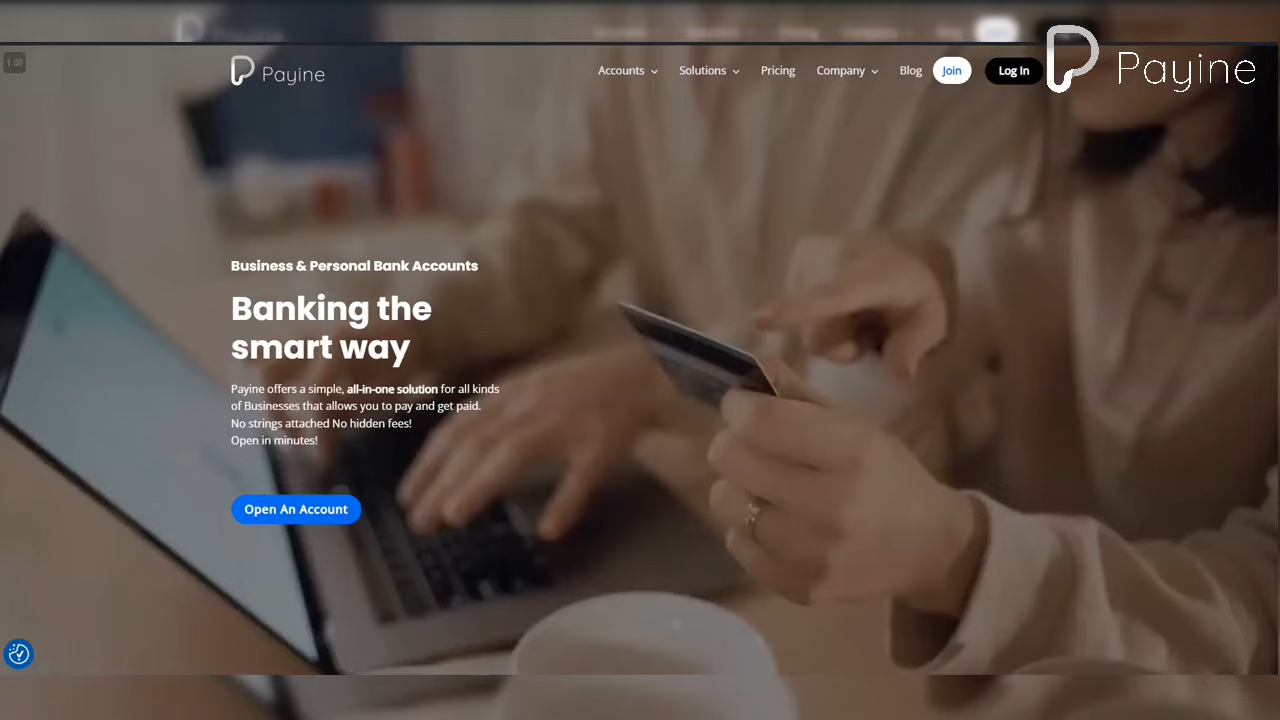 1.00
Payine
Accounts
Solutions
Pricing
Company
Blog
Join
Log In
Payine
Business & Personal Bank Accounts
Banking the
smart way
Payine offers a simple, all-in-one solution for all kinds
of Businesses that allows you to pay and get paid.
No strings attached No hidden fees!
Open in minutes!
Open An Account